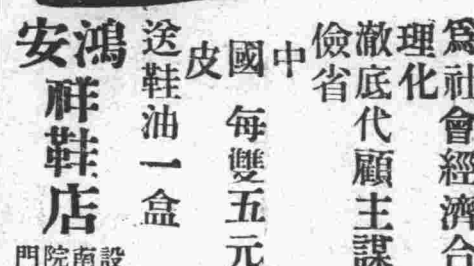 為社會經濟合
理化
澈底代顧主謀
儉省
中國皮
每雙五元
送鞋油一盒
鴻安祥鞋店
設南院門